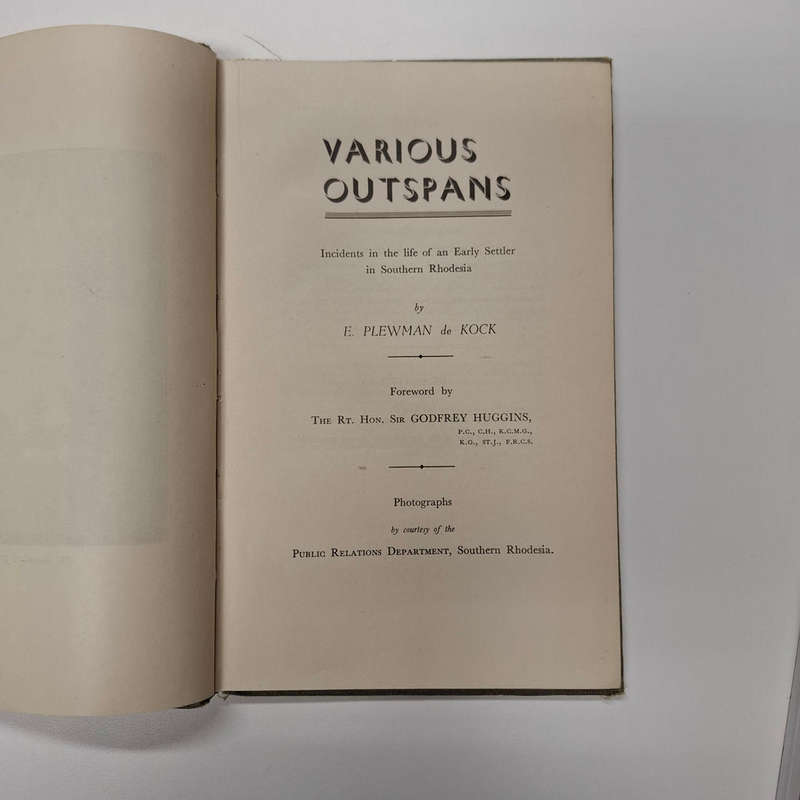 VARIOUS
OUTSPANS
Incidents in the life of an Early Settler
in Southern Rhodesia
by
E. PLEWMAN de KOCK
Foreword by
THE RT. HON. SIR GODFREY HUGGINS,
P.C., C.H., K.C.M.G.,
K.G., ST.J., F.R.C.S.
Photographs
by courtesy of the
PUBLIC RELATIONS DEPARTMENT, Southern Rhodesia.